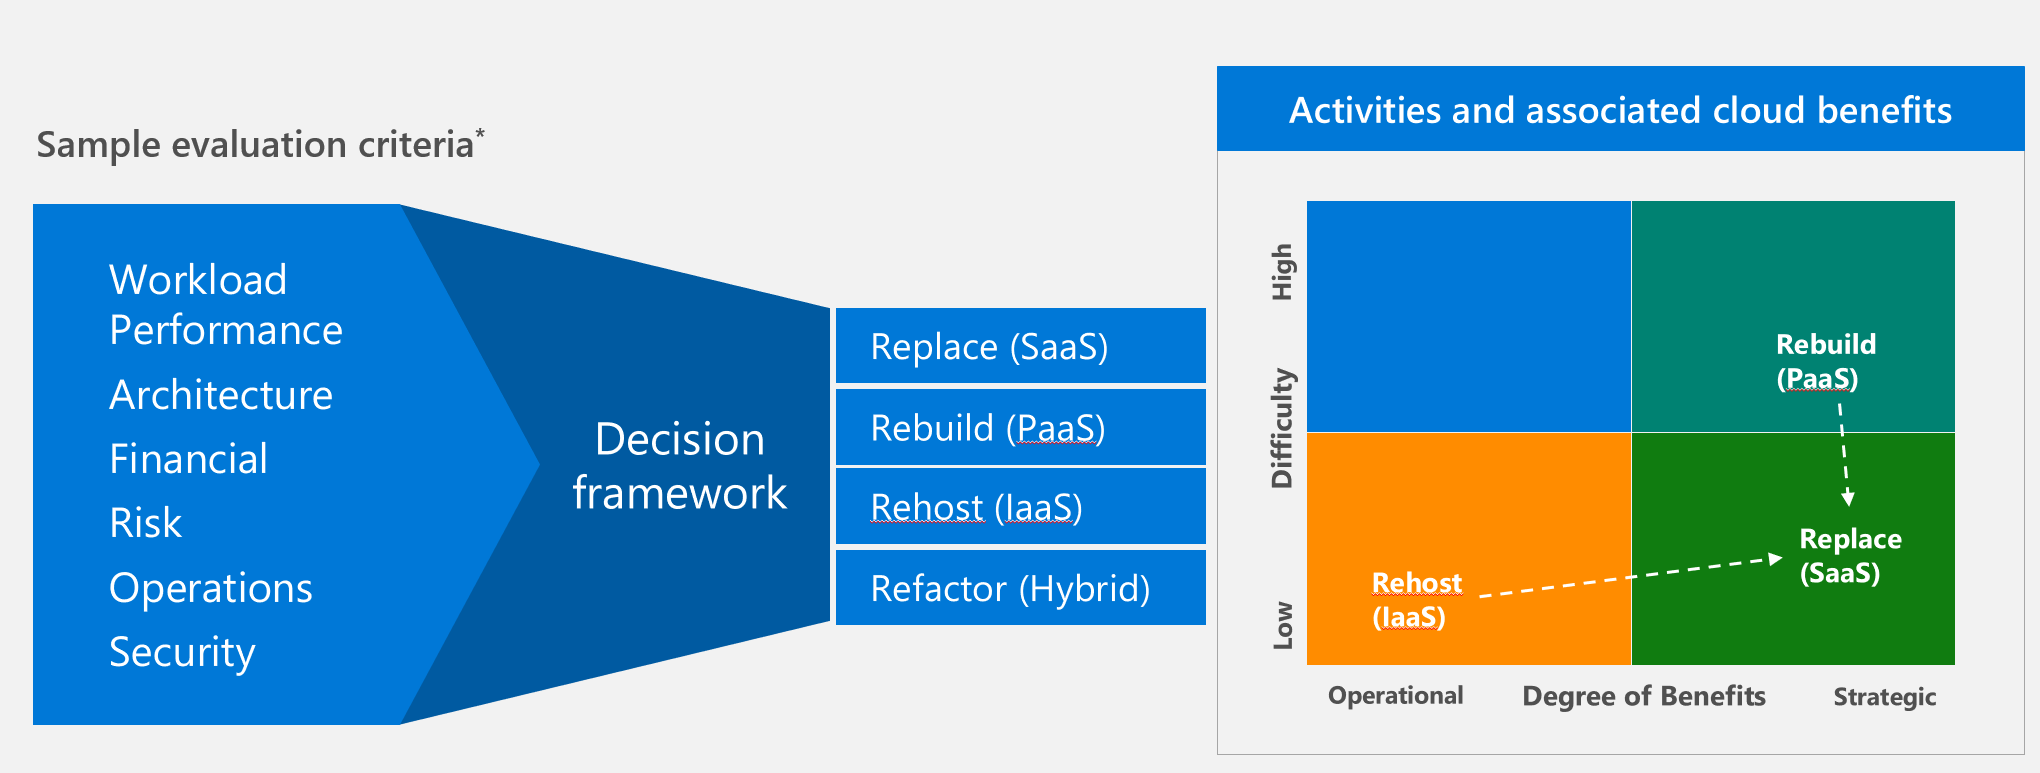 Sample evaluation criteria*
Workload
Performance
Architecture
Financial
Risk
Operations
Security
Decision
framework
Replace (SaaS)
Rebuild (PaaS)
Rehost (IaaS)
Refactor (Hybrid)
Activities and associated cloud benefits
High
Difficulty
Low
Rebuild
(PaaS)
Replace
(SaaS)
Rehost
(IaaS)
Operational
Degree of Benefits
Strategic